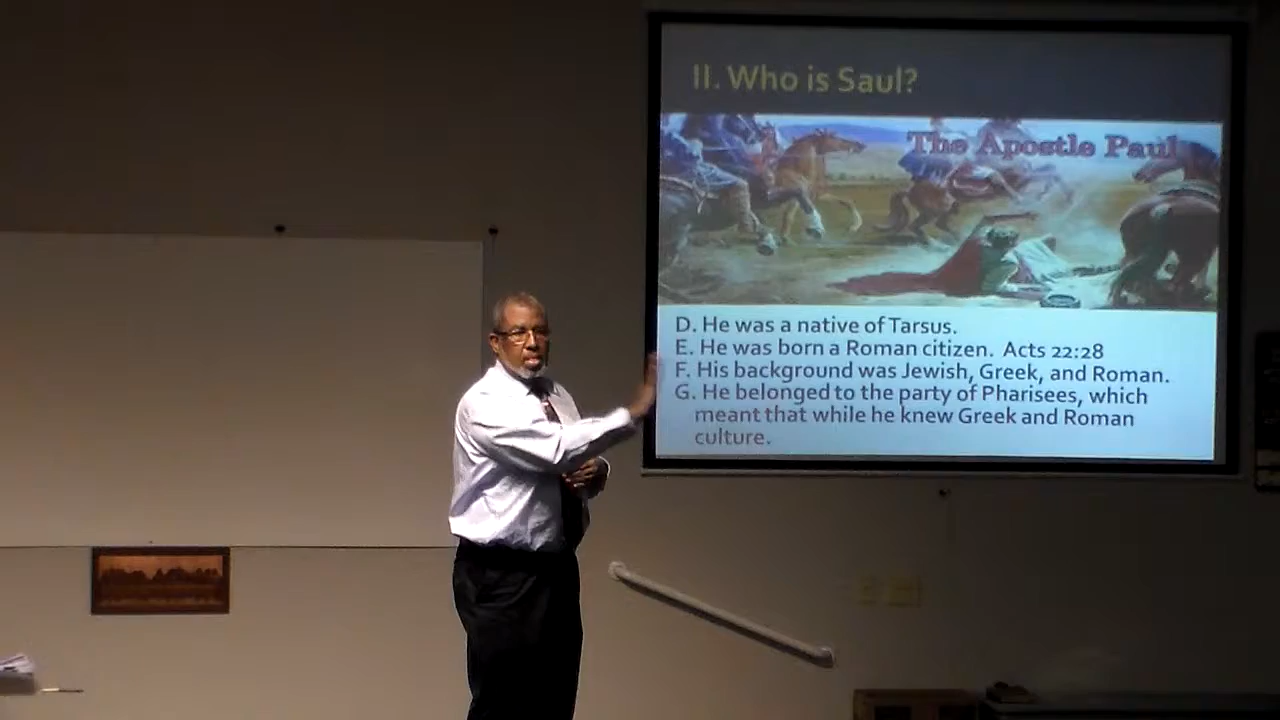 II. Who is Saul?
The Apostle Paul
D. He was a native of Tarsus.
E. He was born a Roman citizen. Acts 22:28
F. His background was Jewish, Greek, and Roman.
G. He belonged to the party of Pharisees, which
meant that while he knew Greek and Roman
culture.